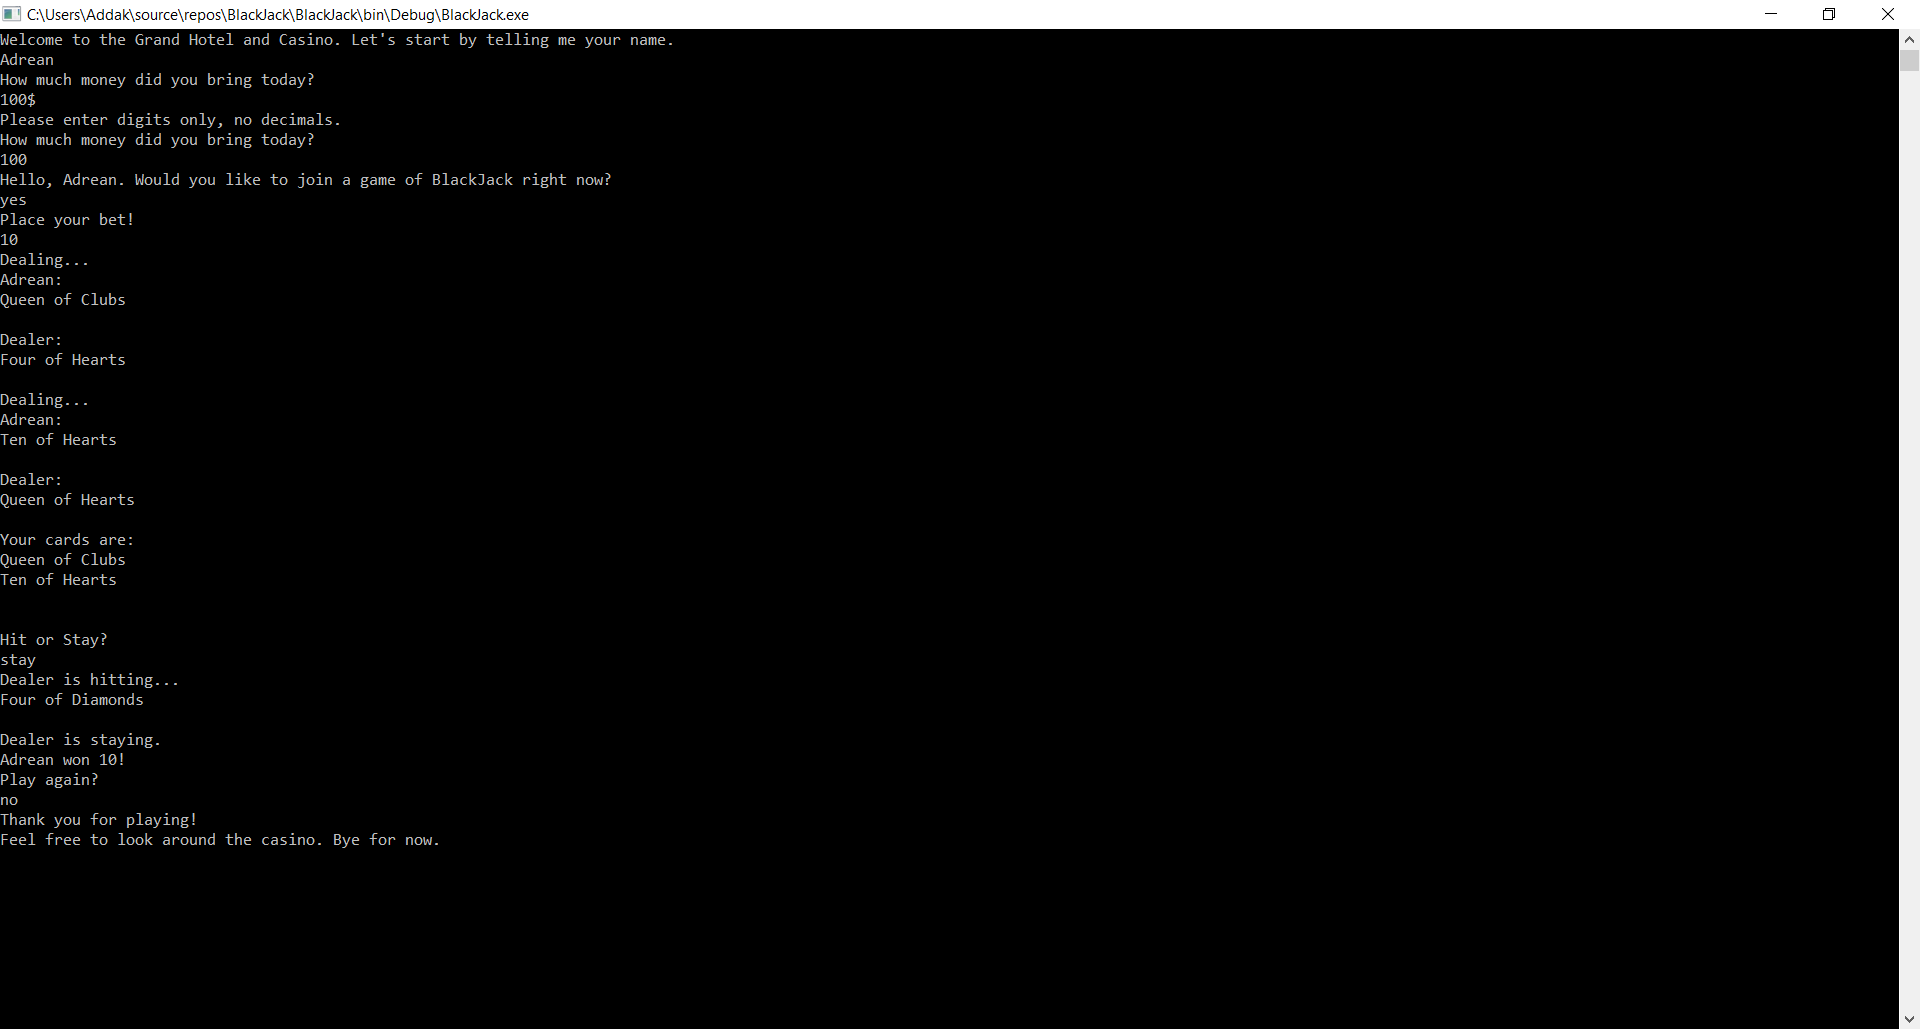 C:\Users\Addak\source\repos\BlackJack\BlackJack\bin\Debug\BlackJack.exe
Welcome to the Grand Hotel and Casino. Let's start by telling me your name.
Adrean
How much money did you bring today?
100$
Please enter digits only, no decimals.
How much money did you bring today?
100
Hello, Adrean. Would you like to join a game of BlackJack right now?
yes
Place your bet!
10
Dealing...
Adrean:
Queen of Clubs
Dealer:
Four of Hearts
Dealing...
Adrean:
Ten of Hearts
Dealer:
Queen of Hearts
Your cards are:
Queen of Clubs
Ten of Hearts
Hit or Stay?
stay
Dealer is hitting...
Four of Diamonds
Dealer is staying.
Adrean won 10!
Play again?
no
Thank you for playing!
Feel free to look around the casino. Bye for now.